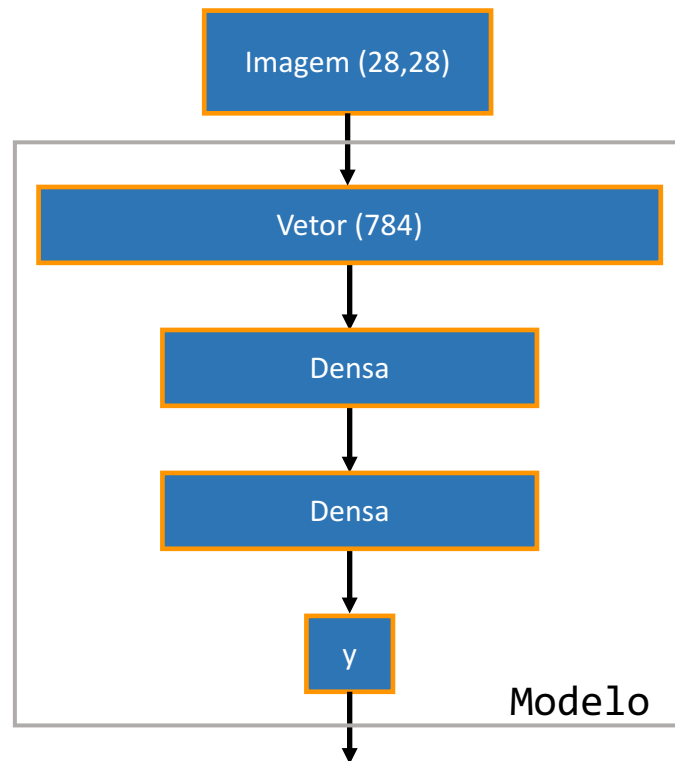 Imagem (28,28)
Vetor (784)
Densa
Densa
y
Modelo